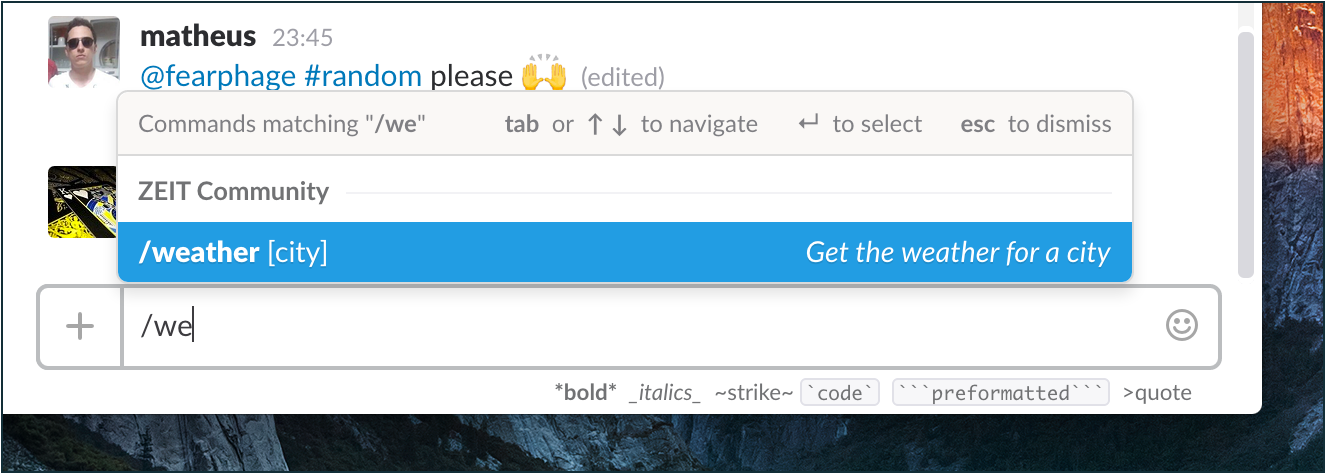 matheus 23:45
@fearphage #random please 🙌 (edited)
Commands matching "/we" tab or ↑↓ to navigate ↵ to select esc to dismiss
ZEIT Community
/weather [city] Get the weather for a city
/we
*bold* _italics_ ~strike~ `code` ```preformatted``` >quote